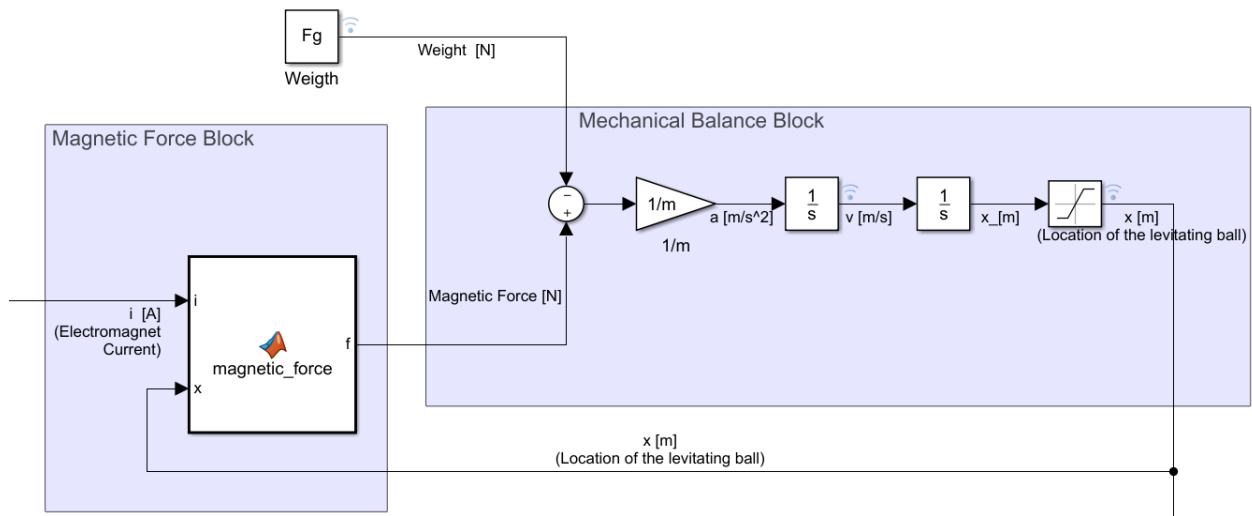 Fg
Weigth
Weight [N]
Magnetic Force Block
Mechanical Balance Block
−
+
1/m
1/m
a [m/s^2]
1
s
v [m/s]
1
s
x_[m]
x [m]
(Location of the levitating ball)
Magnetic Force [N]
i
i [A]
(Electromagnet
Current)
f
magnetic_force
x
x [m]
(Location of the levitating ball)